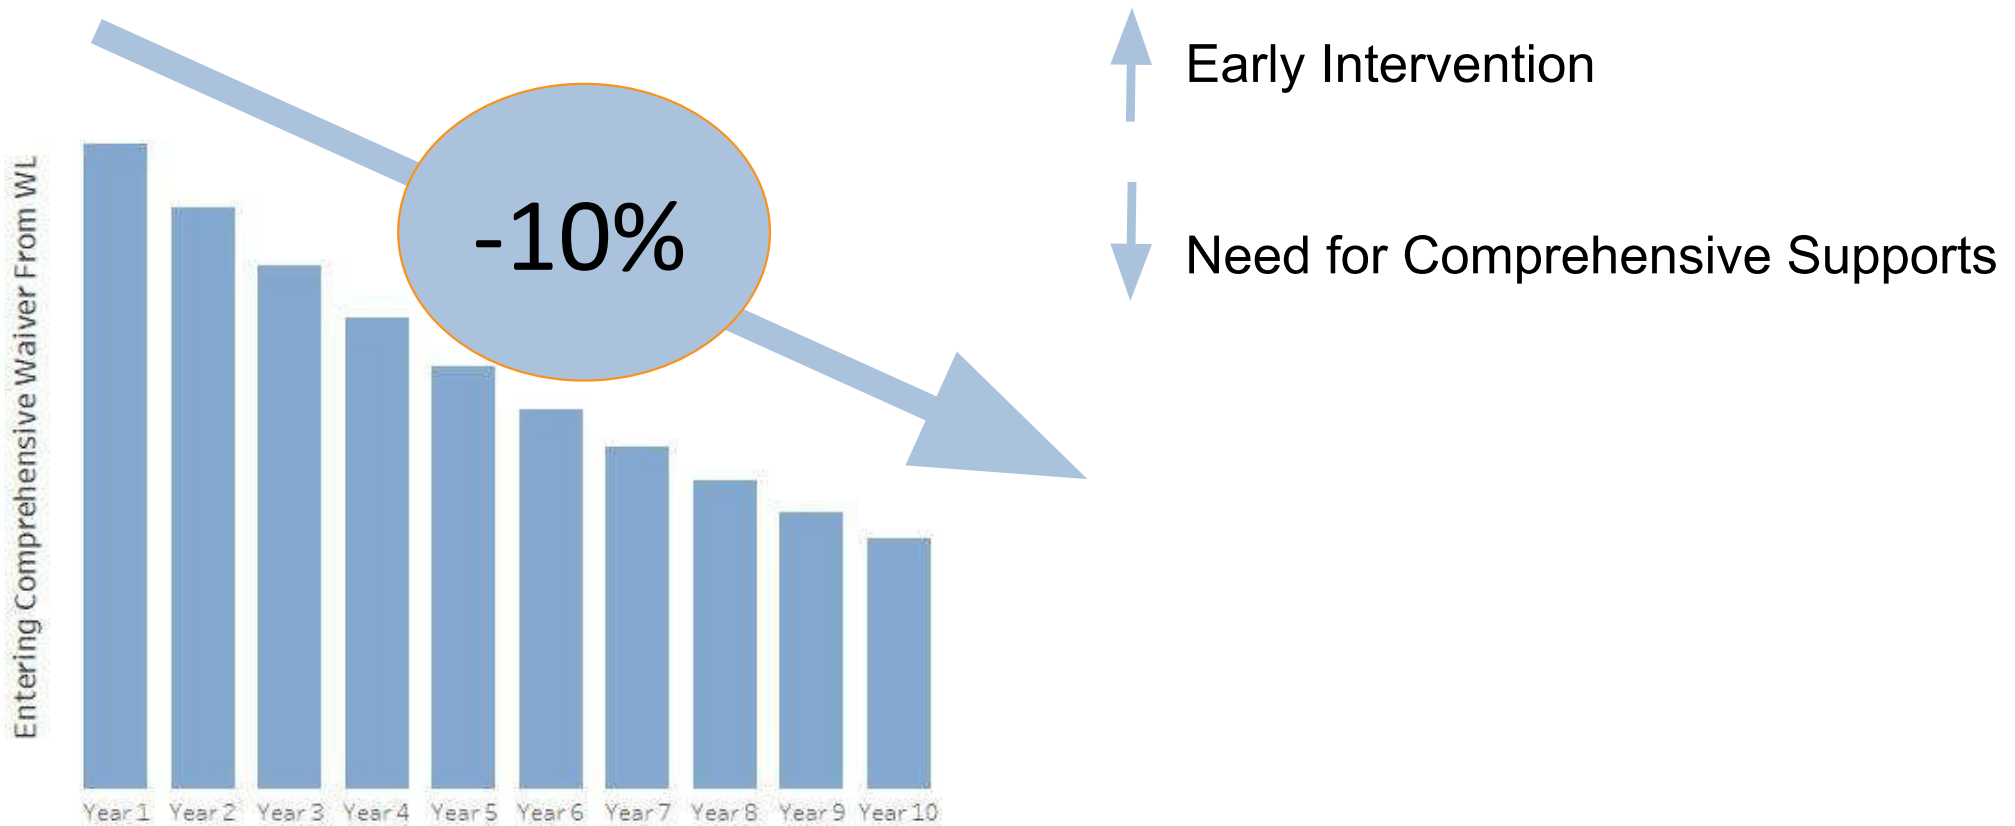 Early Intervention
-10%
Need for Comprehensive Supports
Entering Comprehensive Waiver From WL
Year 1 Year 2 Year 3 Year 4 Year 5 Year 6 Year 7 Year 8 Year 9 Year 10